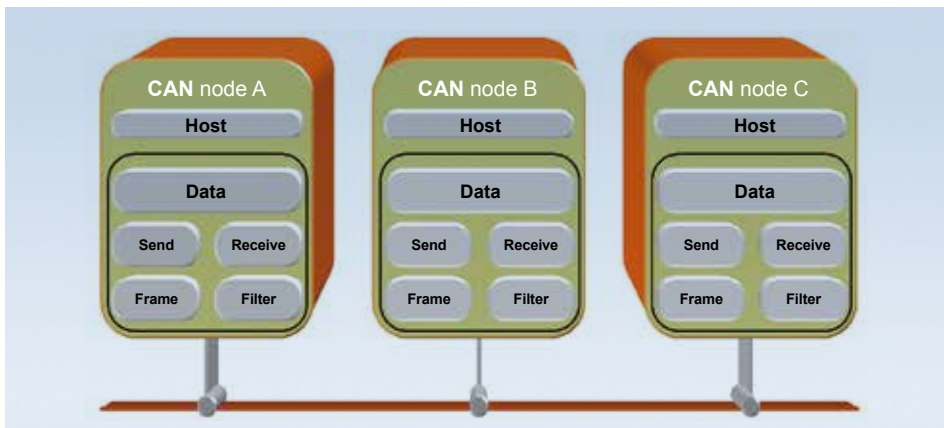 CAN node A
Host
Data
Send Receive
Frame Filter
CAN node B
Host
Data
Send Receive
Frame Filter
CAN node C
Host
Data
Send Receive
Frame Filter